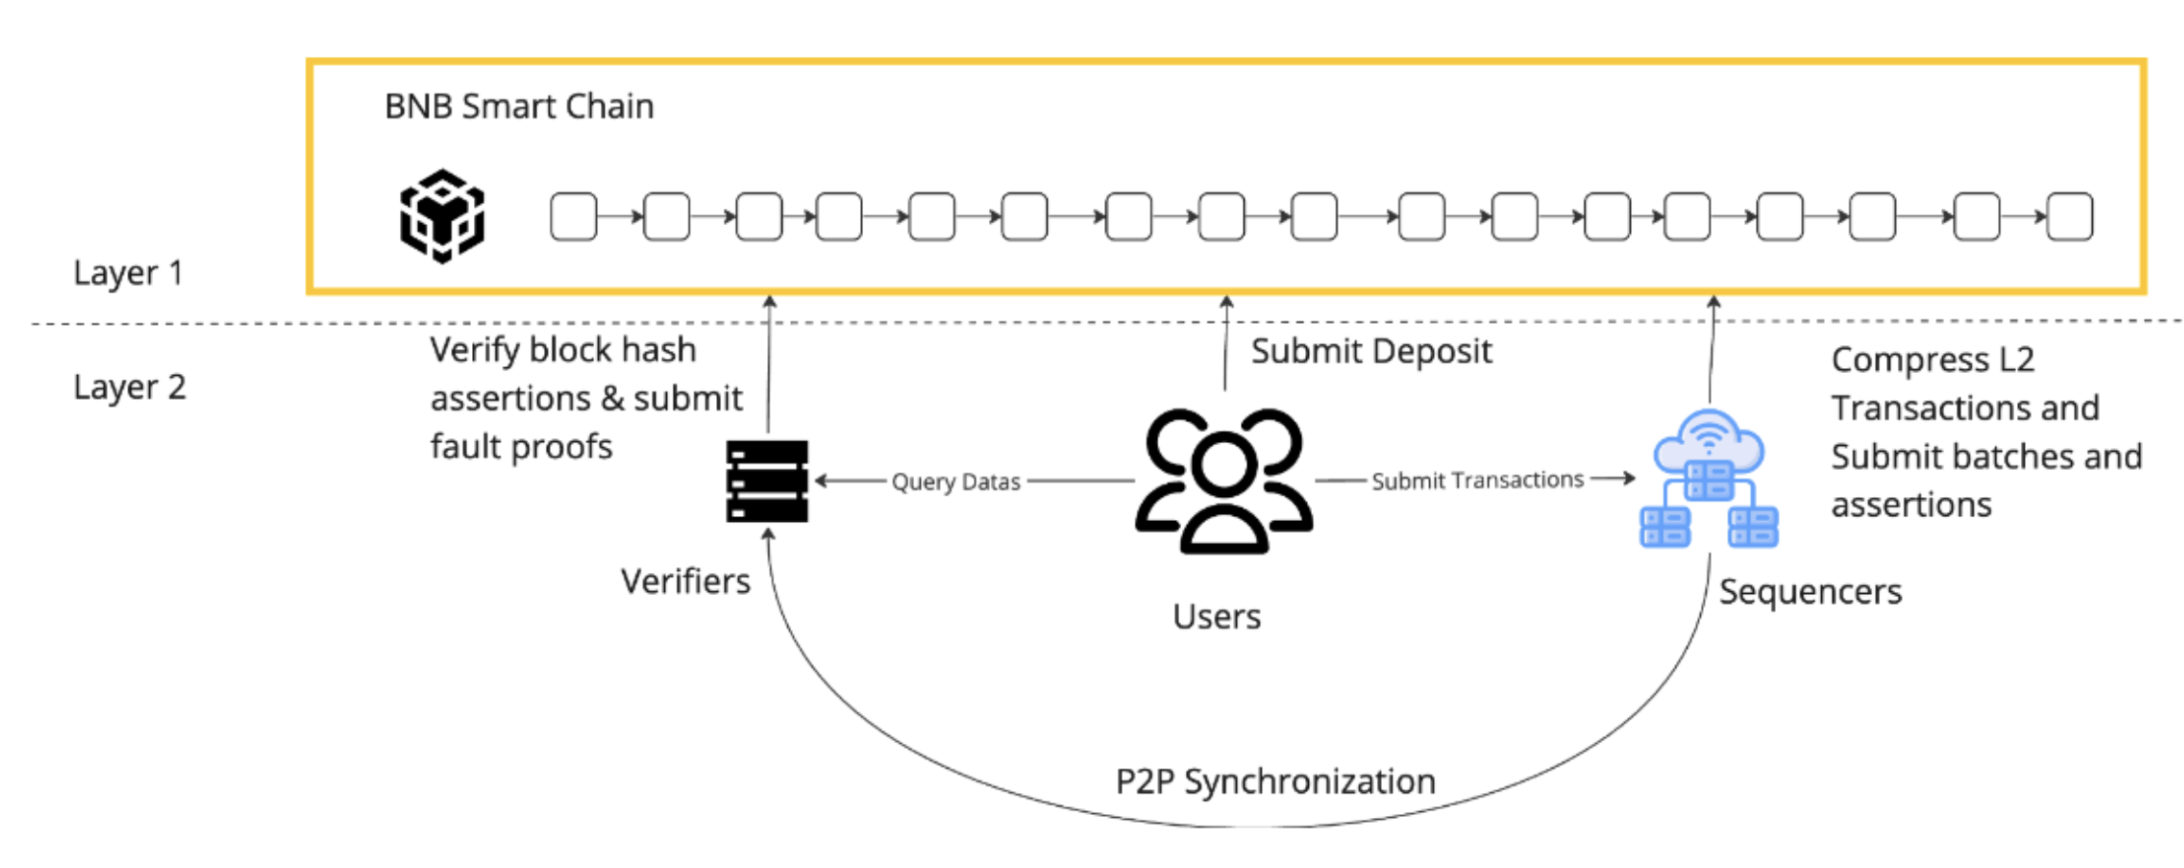 BNB Smart Chain
Layer 1
Layer 2
Verify block hash
assertions & submit
fault proofs
Submit Deposit
Compress L2
Transactions and
Submit batches and
assertions
Query Datas
Submit Transactions
Verifiers
Users
Sequencers
P2P Synchronization